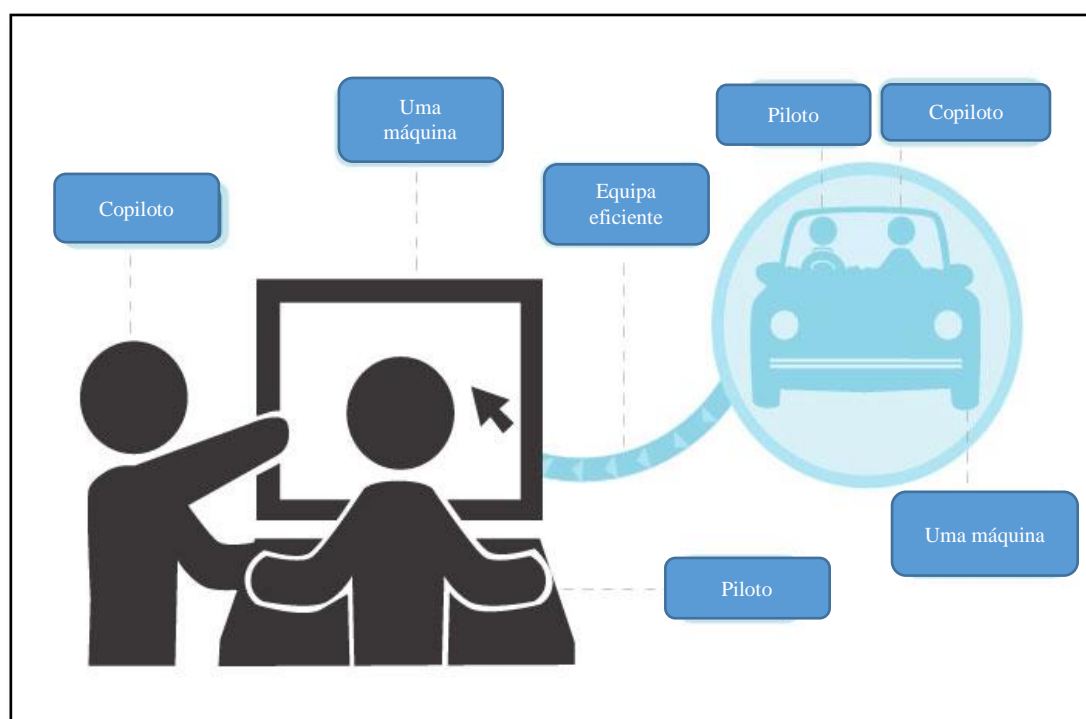 Uma
máquina
Piloto
Copiloto
Copiloto
Equipa
eficiente
Uma máquina
Piloto